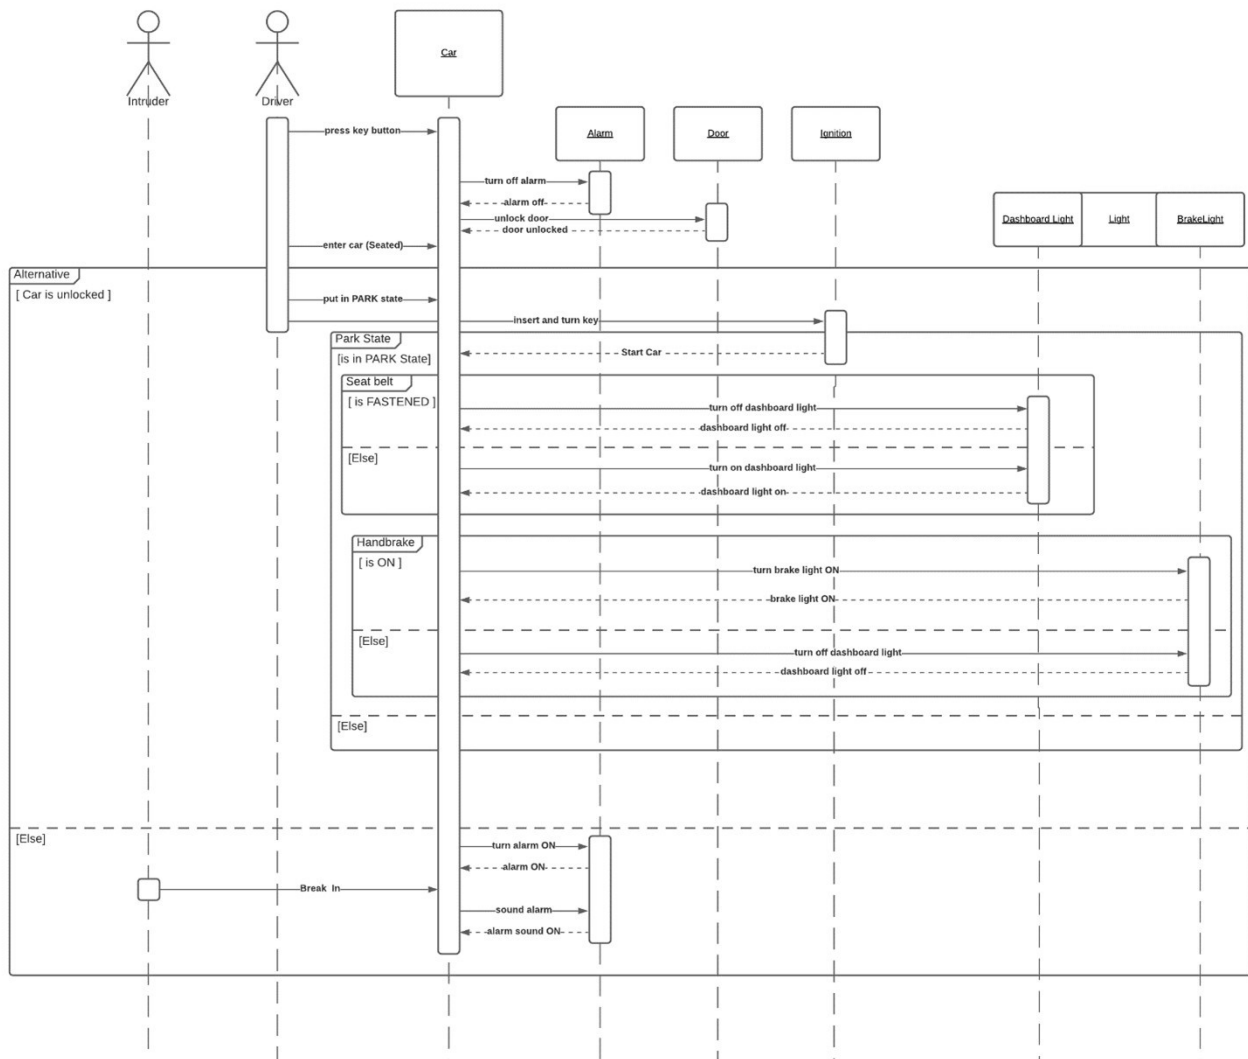 Car
Intruder
Driver
press key button
Alarm
Door
Ignition
turn off alarm
alarm off
unlock door
door unlocked
Dashboard Light
Light
BrakeLight
enter car (Seated)
Alternative
[ Car is unlocked ]
put in PARK state
insert and turn key
Park State
[is in PARK State]
Start Car
Seat belt
[ is FASTENED ]
turn off dashboard light
dashboard light off
[Else]
turn on dashboard light
dashboard light on
Handbrake
[ is ON ]
turn brake light ON
brake light ON
[Else]
turn off dashboard light
dashboard light off
[Else]
[Else]
turn alarm ON
alarm ON
Break In
sound alarm
alarm sound ON